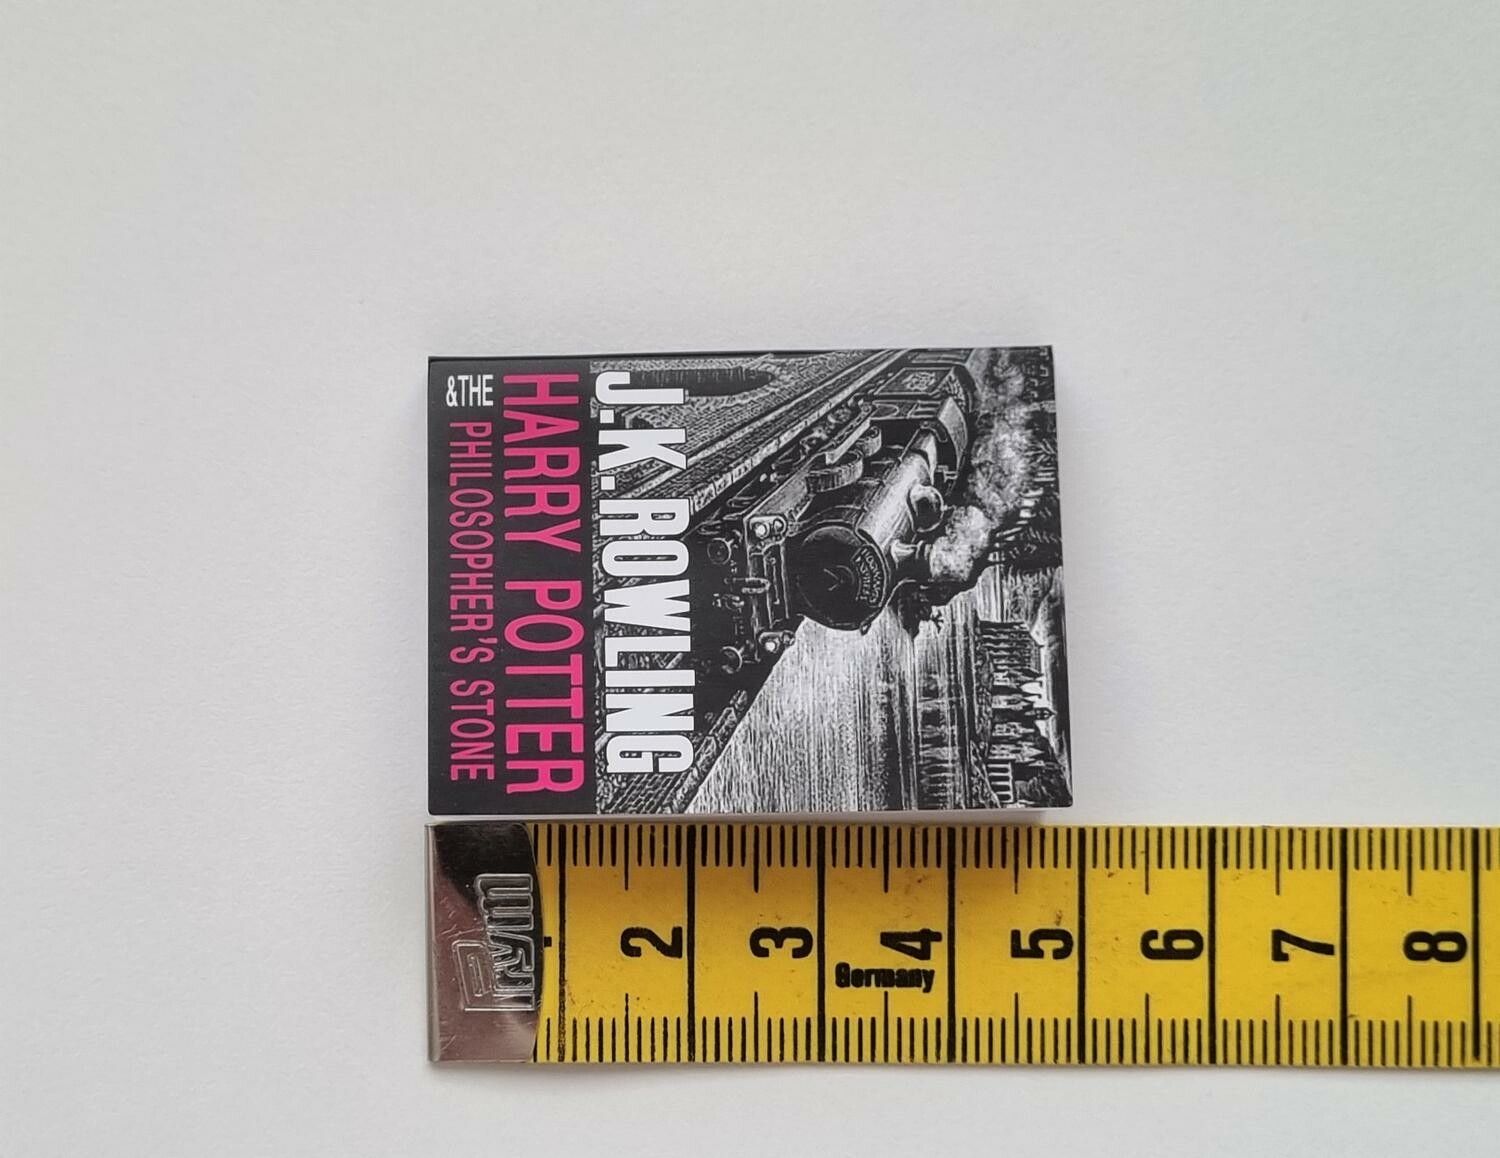 J.K.ROWLING
HARRY POTTER
&THE PHILOSOPHER'S STONE
2 3 4 5 6 7 8
Germany